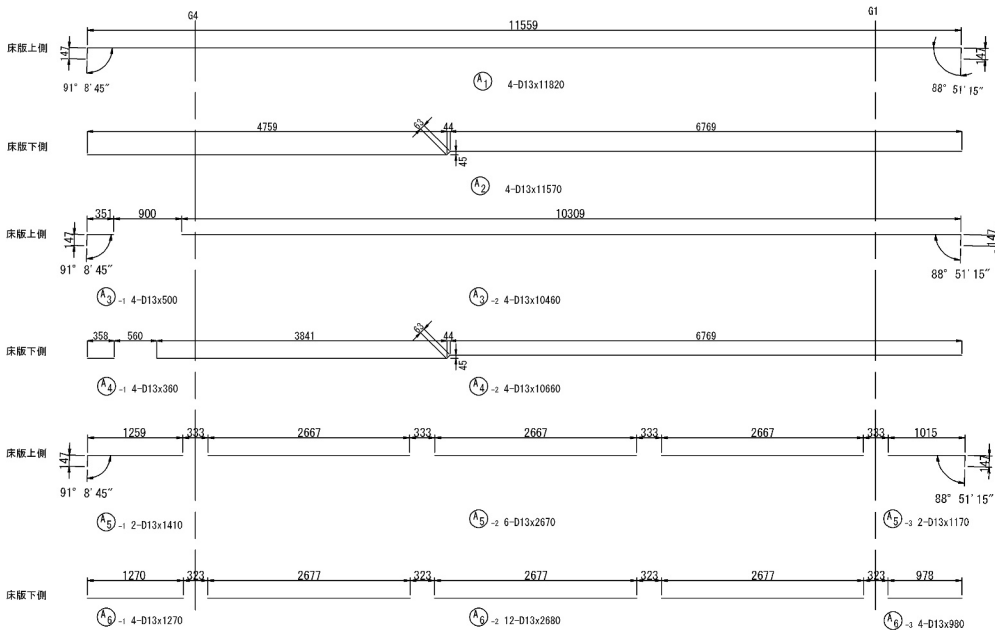 G4
G1
11559
床版上側
147
147
91° 8' 45"
88° 51' 15"
A1 4-D13x11820
4759
63
44
6769
床版下側
45
A2 4-D13x11570
351
900
10309
床版上側
147
147
91° 8' 45"
88° 51' 15"
A3 -1 4-D13x500
A3 -2 4-D13x10460
358
560
3841
63
44
6769
床版下側
45
A4 -1 4-D13x360
A4 -2 4-D13x10660
1259
333
2667
333
2667
333
2667
333
1015
床版上側
147
147
91° 8' 45"
88° 51' 15"
A5 -1 2-D13x1410
A5 -2 6-D13x2670
A5 -3 2-D13x1170
1270
323
2677
323
2677
323
2677
323
978
床版下側
A6 -1 4-D13x1270
A6 -2 12-D13x2680
A6 -3 4-D13x980